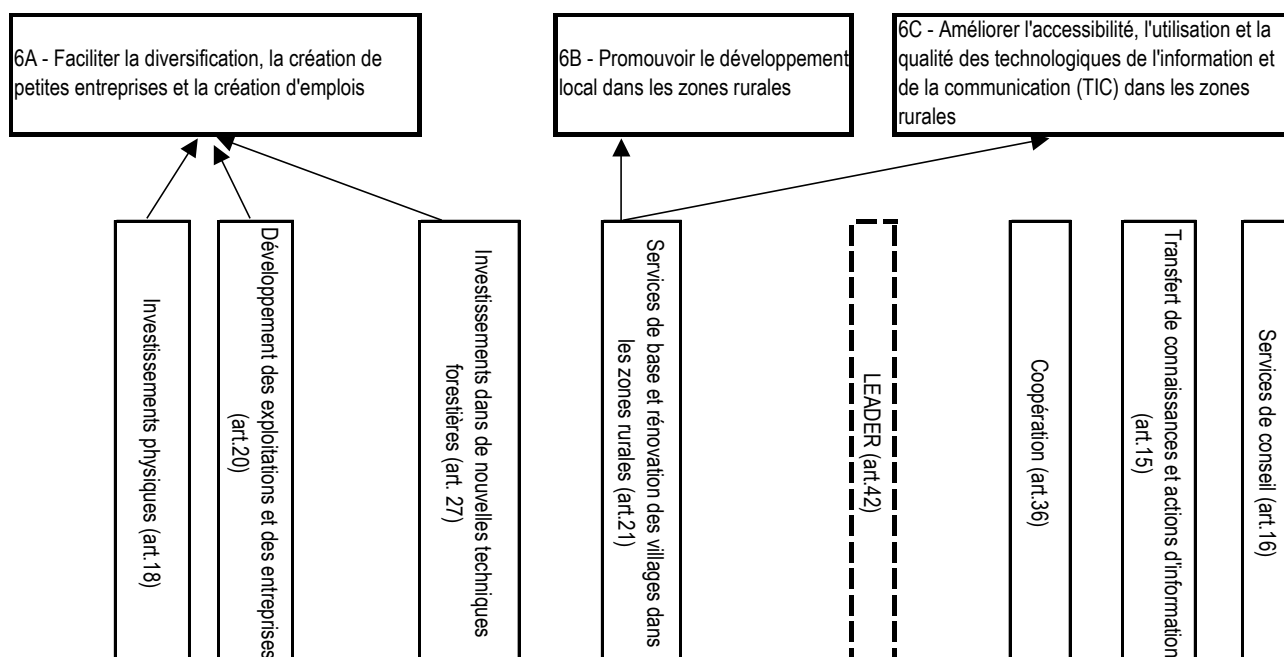 6A - Faciliter la diversification, la création de
petites entreprises et la création d'emplois
6B - Promouvoir le développement
local dans les zones rurales
6C - Améliorer l'accessibilité, l'utilisation et la
qualité des technologiques de l'information et
de la communication (TIC) dans les zones
rurales
Investissements physiques (art.18)
Développement des exploitations et des entreprises
(art.20)
Investissements dans de nouvelles techniques
forestières (art. 27)
Services de base et rénovation des villages dans
les zones rurales (art.21)
LEADER (art.42)
Coopération (art.36)
Transfert de connaissances et actions d'information
(art.15)
Services de conseil (art.16)